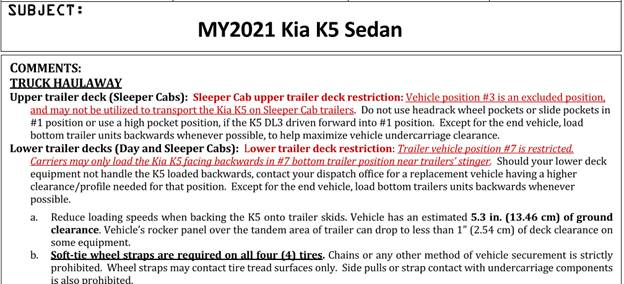 SUBJECT:
MY2021 Kia K5 Sedan
COMMENTS:
TRUCK HAULAWAY
Upper trailer deck (Sleeper Cabs): Sleeper Cab upper trailer deck restriction: Vehicle position #3 is an excluded position,
and may not be utilized to transport the Kia K5 on Sleeper Cab trailers. Do not use headrack wheel pockets or slide pockets in
#1 position or use a high pocket position, if the K5 DL3 driven forward into #1 position. Except for the end vehicle, load
bottom trailer units backwards whenever possible, to help maximize vehicle undercarriage clearance.
Lower trailer decks (Day and Sleeper Cabs): Lower trailer deck restriction: Trailer vehicle position #7 is restricted.
Carriers may only load the Kia K5 facing backwards in #7 bottom trailer position near trailers' stinger. Should your lower deck
equipment not handle the K5 loaded backwards, contact your dispatch office for a replacement vehicle having a higher
clearance/profile needed for that position. Except for the end vehicle, load bottom trailers units backwards whenever
possible.
a. Reduce loading speeds when backing the K5 onto trailer skids. Vehicle has an estimated 5.3 in. (13.46 cm) of ground
clearance. Vehicle's rocker panel over the tandem area of trailer can drop to less than 1" (2.54 cm) of deck clearance on
some equipment.
b. Soft-tie wheel straps are required on all four (4) tires. Chains or any other method of vehicle securement is strictly
prohibited. Wheel straps may contact tire tread surfaces only. Side pulls or strap contact with undercarriage components
is also prohibited.